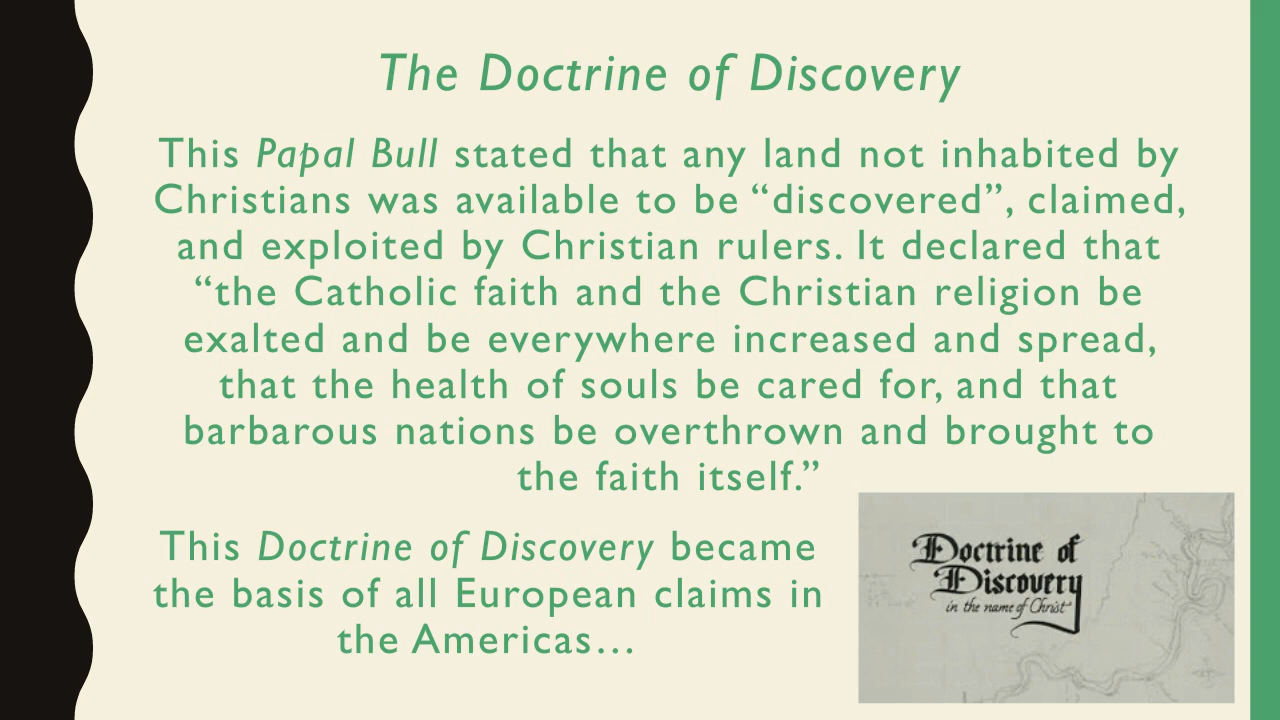 The Doctrine of Discovery
This Papal Bull stated that any land not inhabited by
Christians was available to be “discovered”, claimed,
and exploited by Christian rulers. It declared that
“the Catholic faith and the Christian religion be
exalted and be everywhere increased and spread,
that the health of souls be cared for, and that
barbarous nations be overthrown and brought to
the faith itself.”
This Doctrine of Discovery became
the basis of all European claims in
the Americas…
Doctrine of
Discovery
in the name of Christ